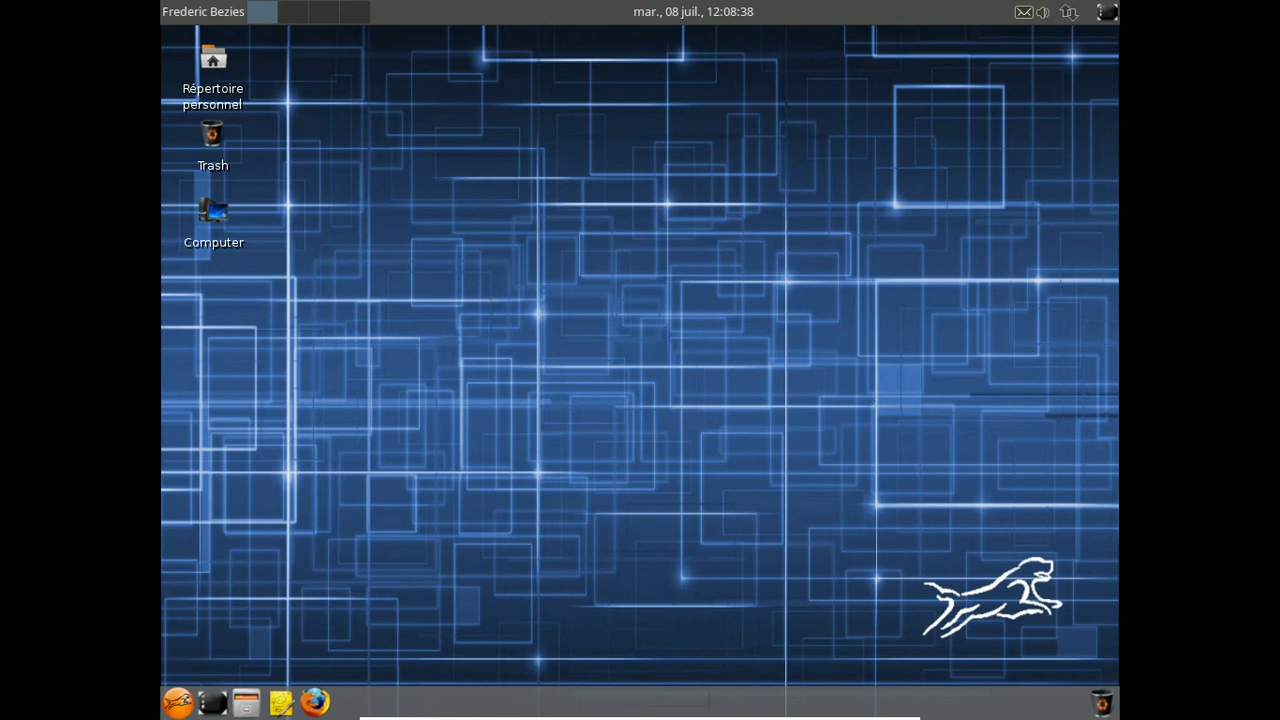 Frederic Bezies
mar., 08 juil., 12:08:38
Répertoire
personnel
Trash
Computer